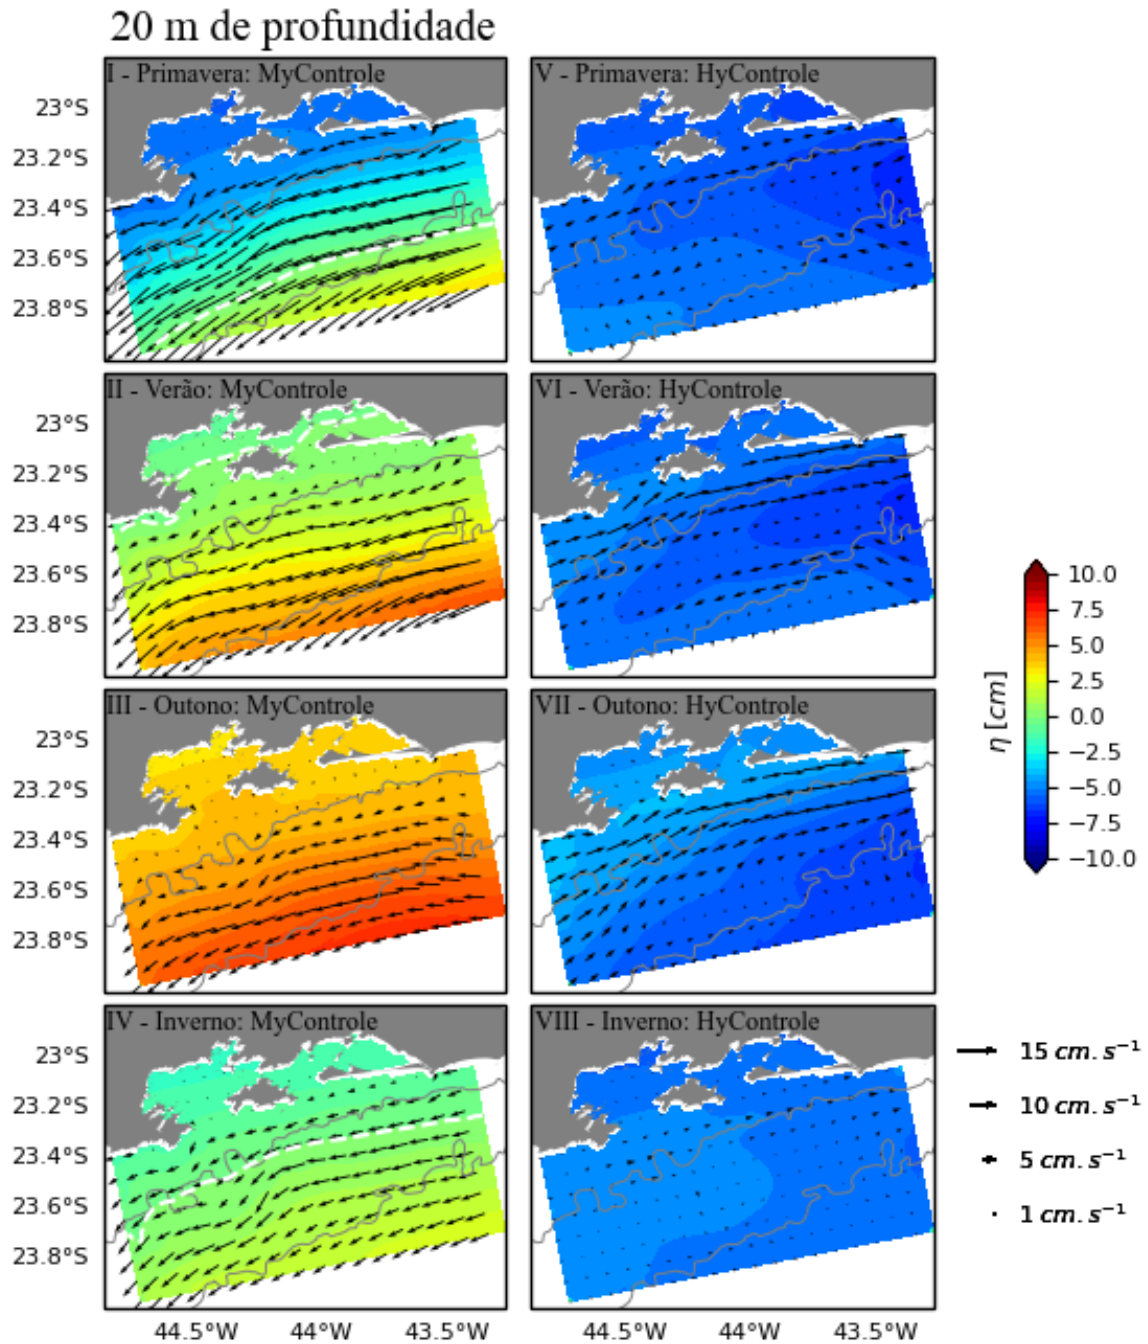 20 m de profundidade
I - Primavera: MyControle
V - Primavera: HyControle
23°S
23.2°S
23.4°S
23.6°S
23.8°S
II - Verão: MyControle
VI - Verão: HyControle
23°S
23.2°S
23.4°S
23.6°S
23.8°S
III - Outono: MyControle
VII - Outono: HyControle
23°S
23.2°S
23.4°S
23.6°S
23.8°S
IV - Inverno: MyControle
VIII - Inverno: HyControle
23°S
23.2°S
23.4°S
23.6°S
23.8°S
44.5°W 44°W 43.5°W
44.5°W 44°W 43.5°W
η [cm]
10.0
7.5
5.0
2.5
0.0
−2.5
−5.0
−7.5
−10.0
15 cm.s⁻¹
10 cm.s⁻¹
5 cm.s⁻¹
1 cm.s⁻¹